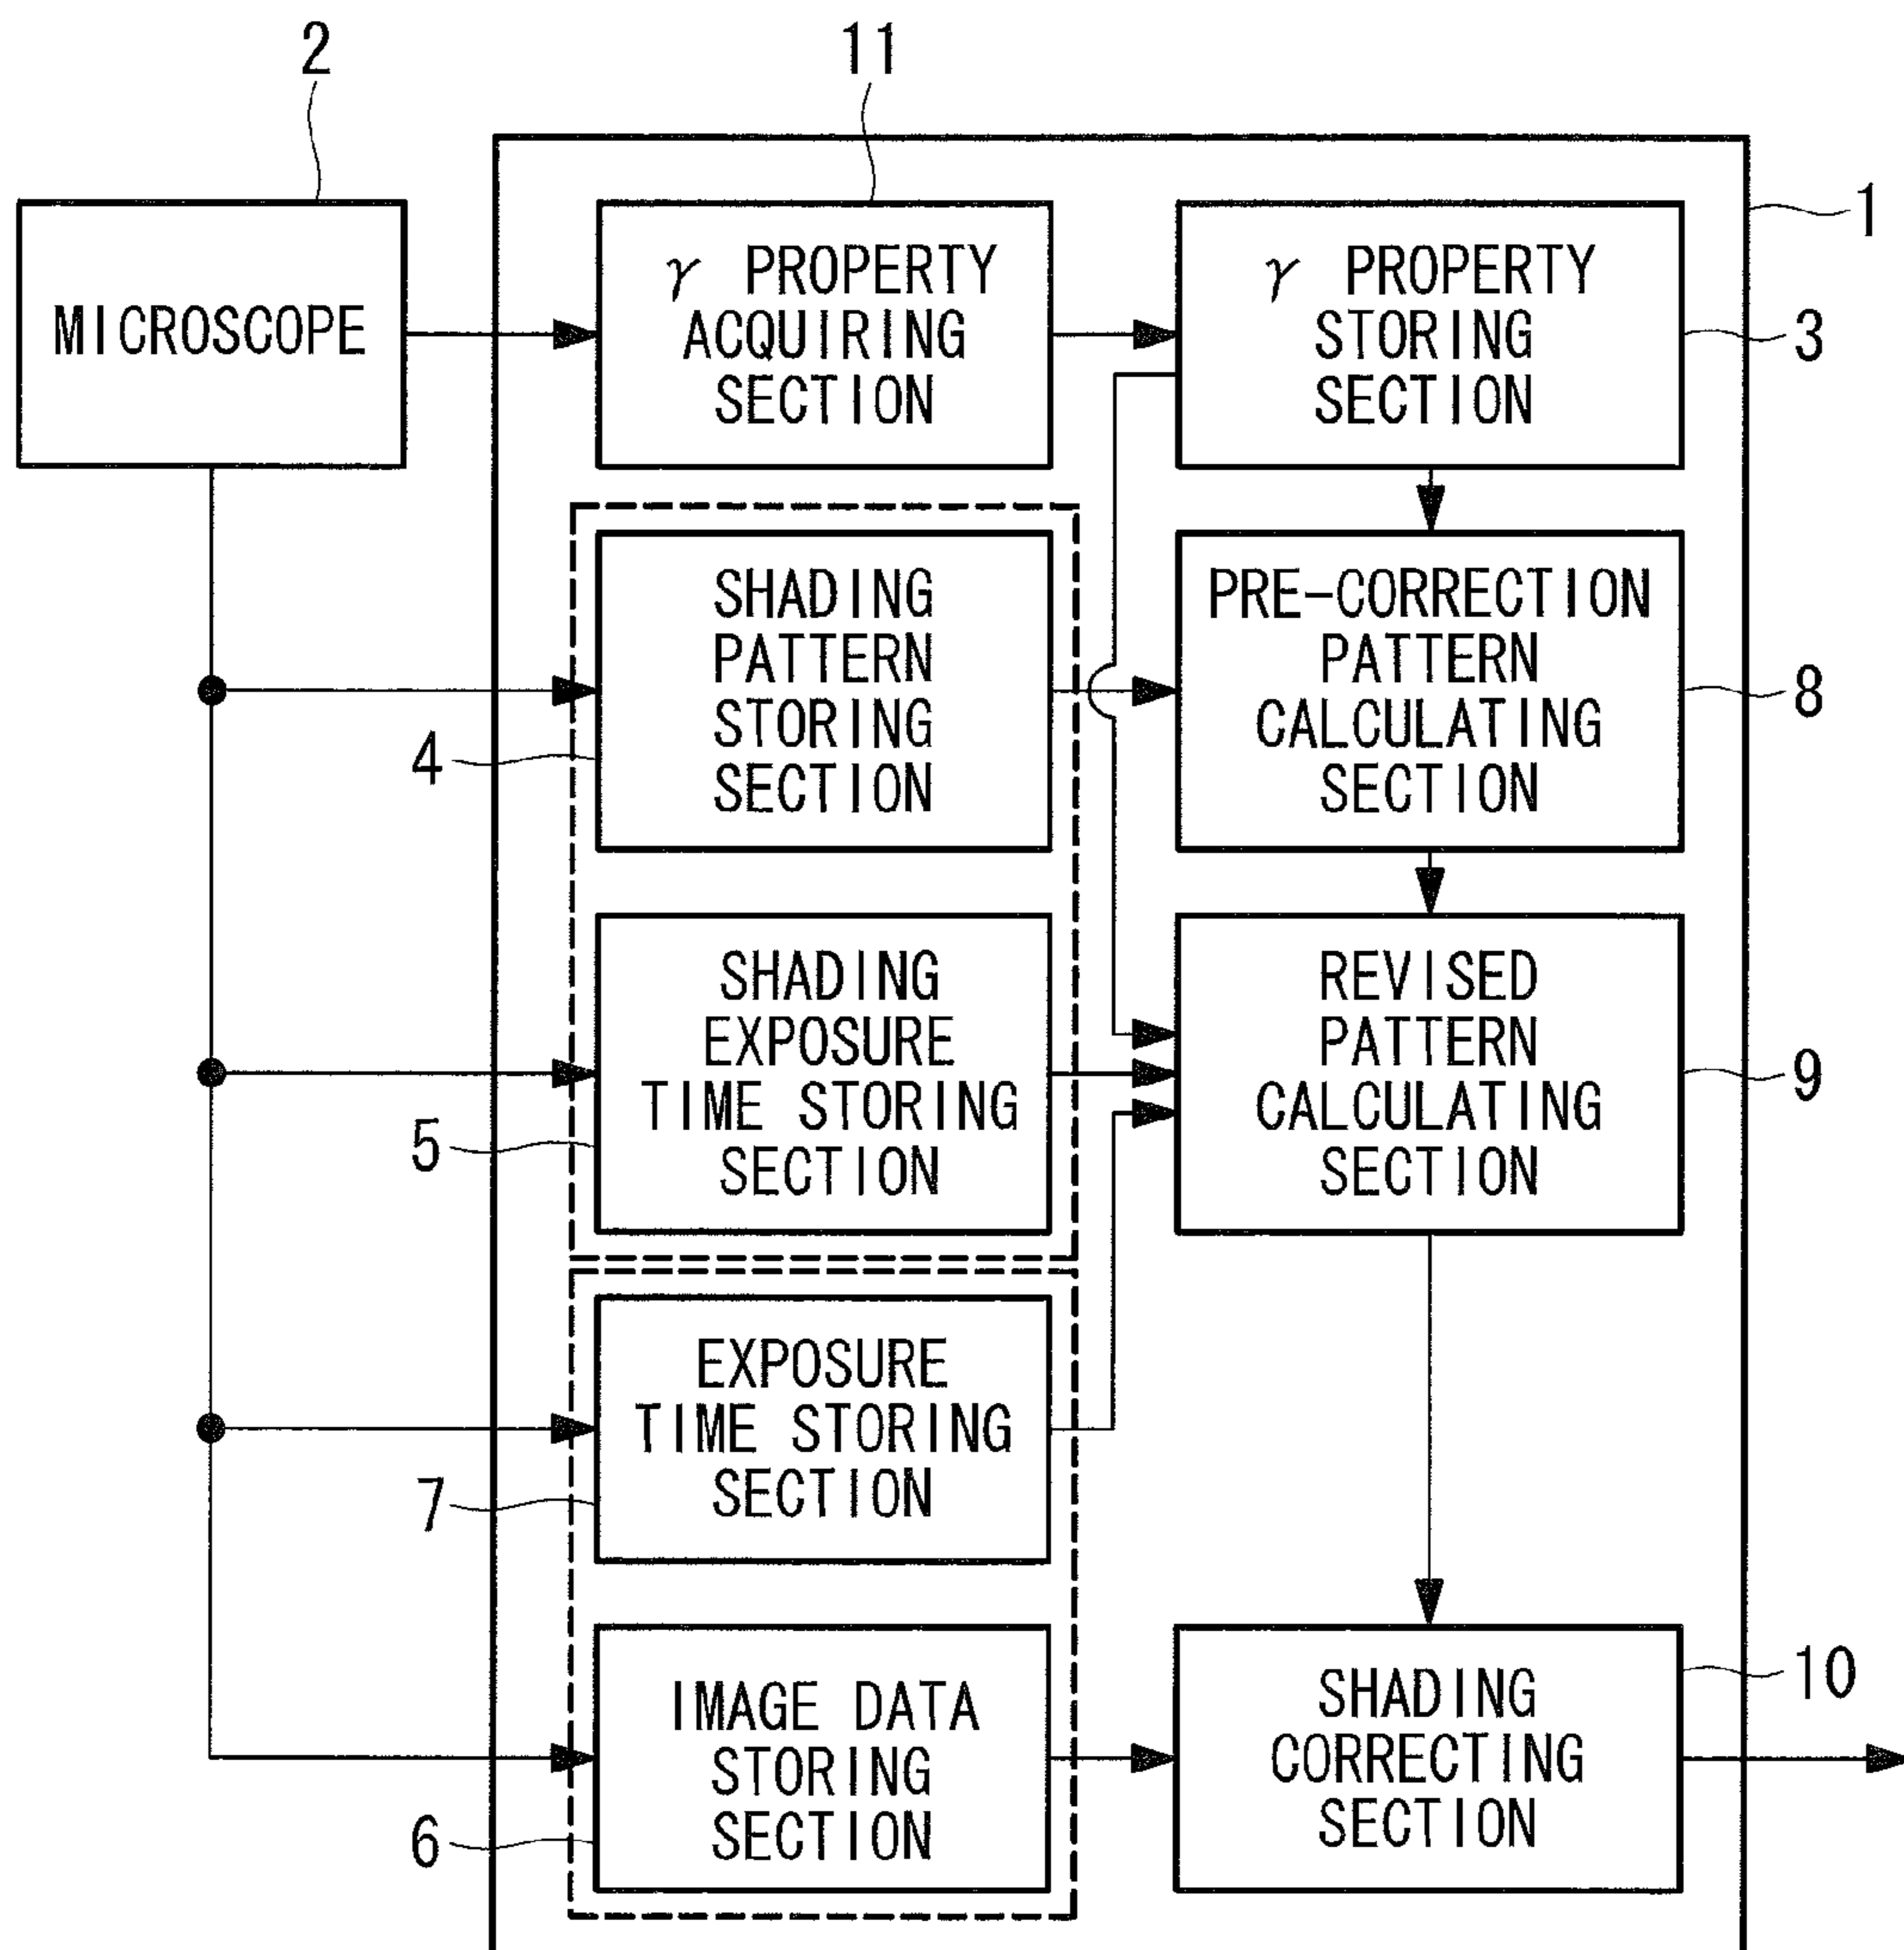 2
11
1
MICROSCOPE
γ PROPERTY
ACQUIRING
SECTION
γ PROPERTY
STORING
SECTION
3
SHADING
PATTERN
STORING
SECTION
4
PRE-CORRECTION
PATTERN
CALCULATING
SECTION
8
SHADING
EXPOSURE
TIME STORING
SECTION
5
REVISED
PATTERN
CALCULATING
SECTION
9
EXPOSURE
TIME STORING
SECTION
7
IMAGE DATA
STORING
SECTION
6
SHADING
CORRECTING
SECTION
10